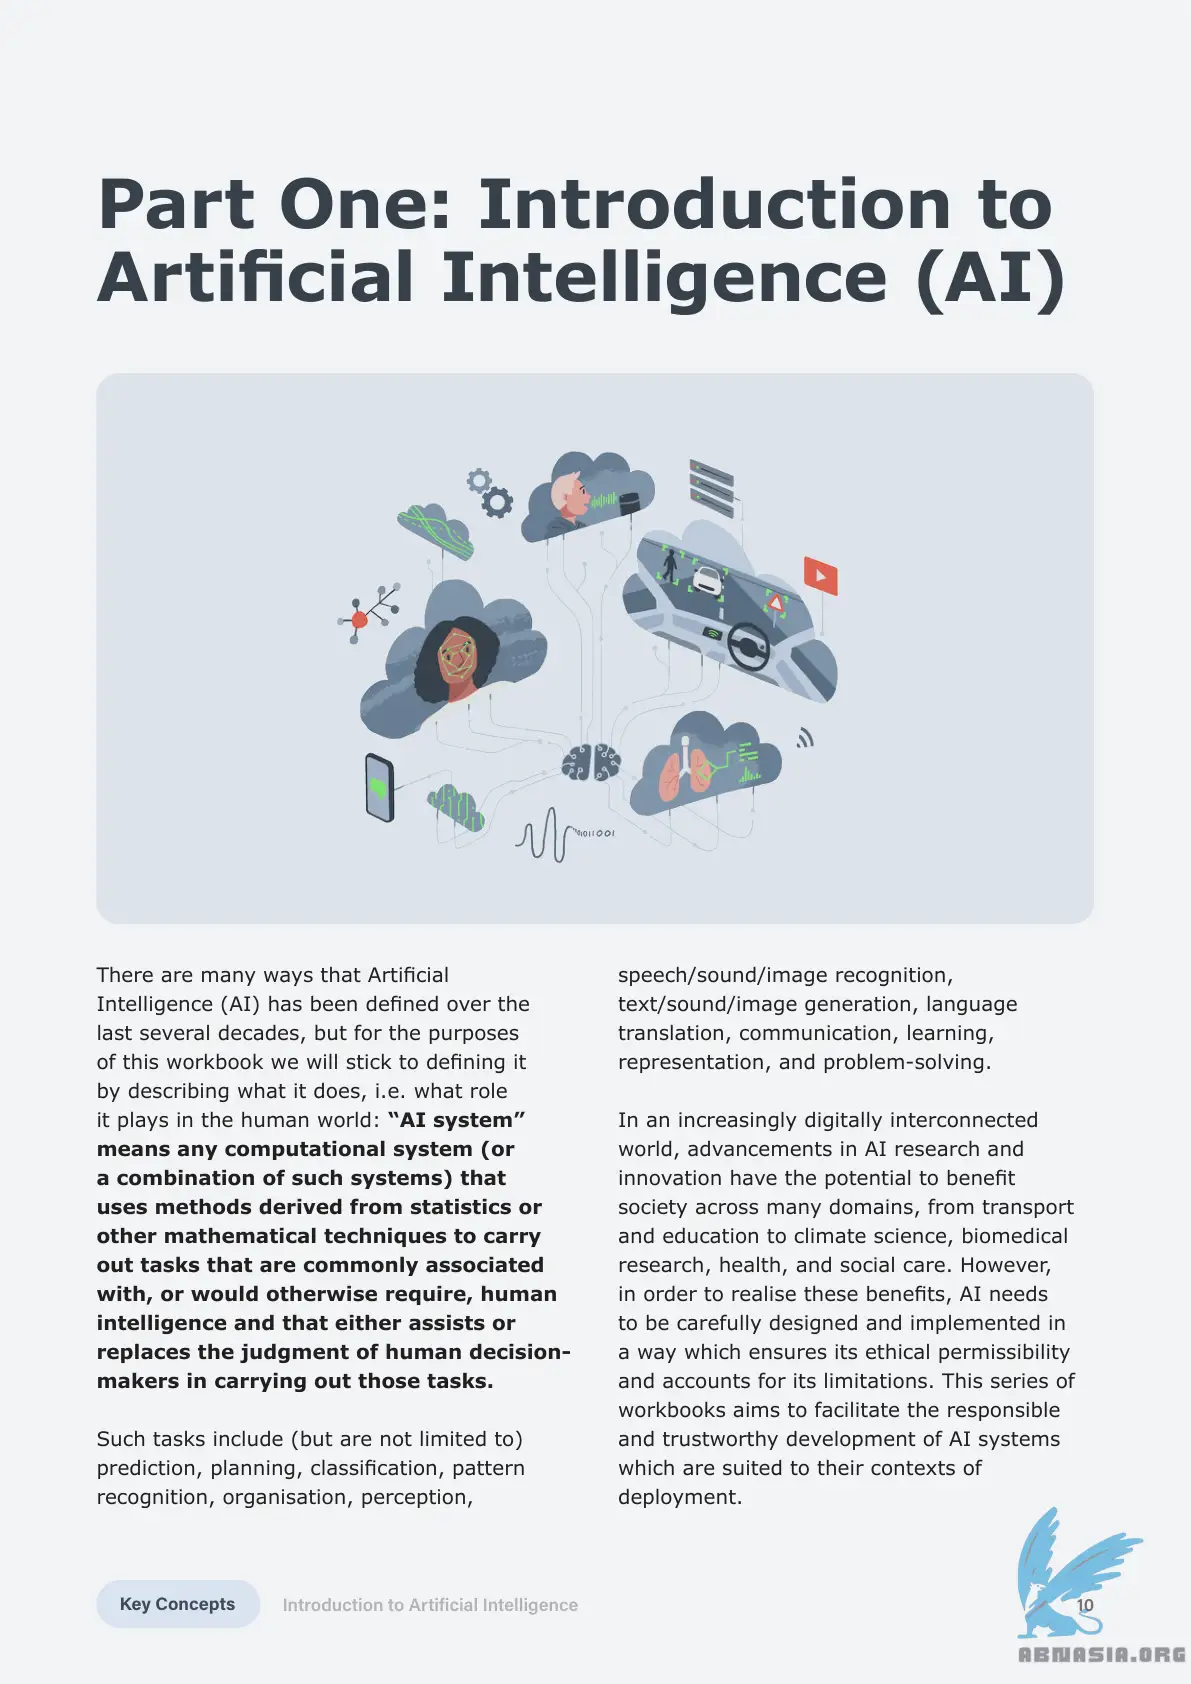 Part One: Introduction to
Artificial Intelligence (AI)
01011001
There are many ways that Artificial
Intelligence (AI) has been defined over the
last several decades, but for the purposes
of this workbook we will stick to defining it
by describing what it does, i.e. what role
it plays in the human world: “AI system”
means any computational system (or
a combination of such systems) that
uses methods derived from statistics or
other mathematical techniques to carry
out tasks that are commonly associated
with, or would otherwise require, human
intelligence and that either assists or
replaces the judgment of human decision-
makers in carrying out those tasks.
Such tasks include (but are not limited to)
prediction, planning, classification, pattern
recognition, organisation, perception,
speech/sound/image recognition,
text/sound/image generation, language
translation, communication, learning,
representation, and problem-solving.
In an increasingly digitally interconnected
world, advancements in AI research and
innovation have the potential to benefit
society across many domains, from transport
and education to climate science, biomedical
research, health, and social care. However,
in order to realise these benefits, AI needs
to be carefully designed and implemented in
a way which ensures its ethical permissibility
and accounts for its limitations. This series of
workbooks aims to facilitate the responsible
and trustworthy development of AI systems
which are suited to their contexts of
deployment.
Key Concepts Introduction to Artificial Intelligence 10
ABNASIA.ORG